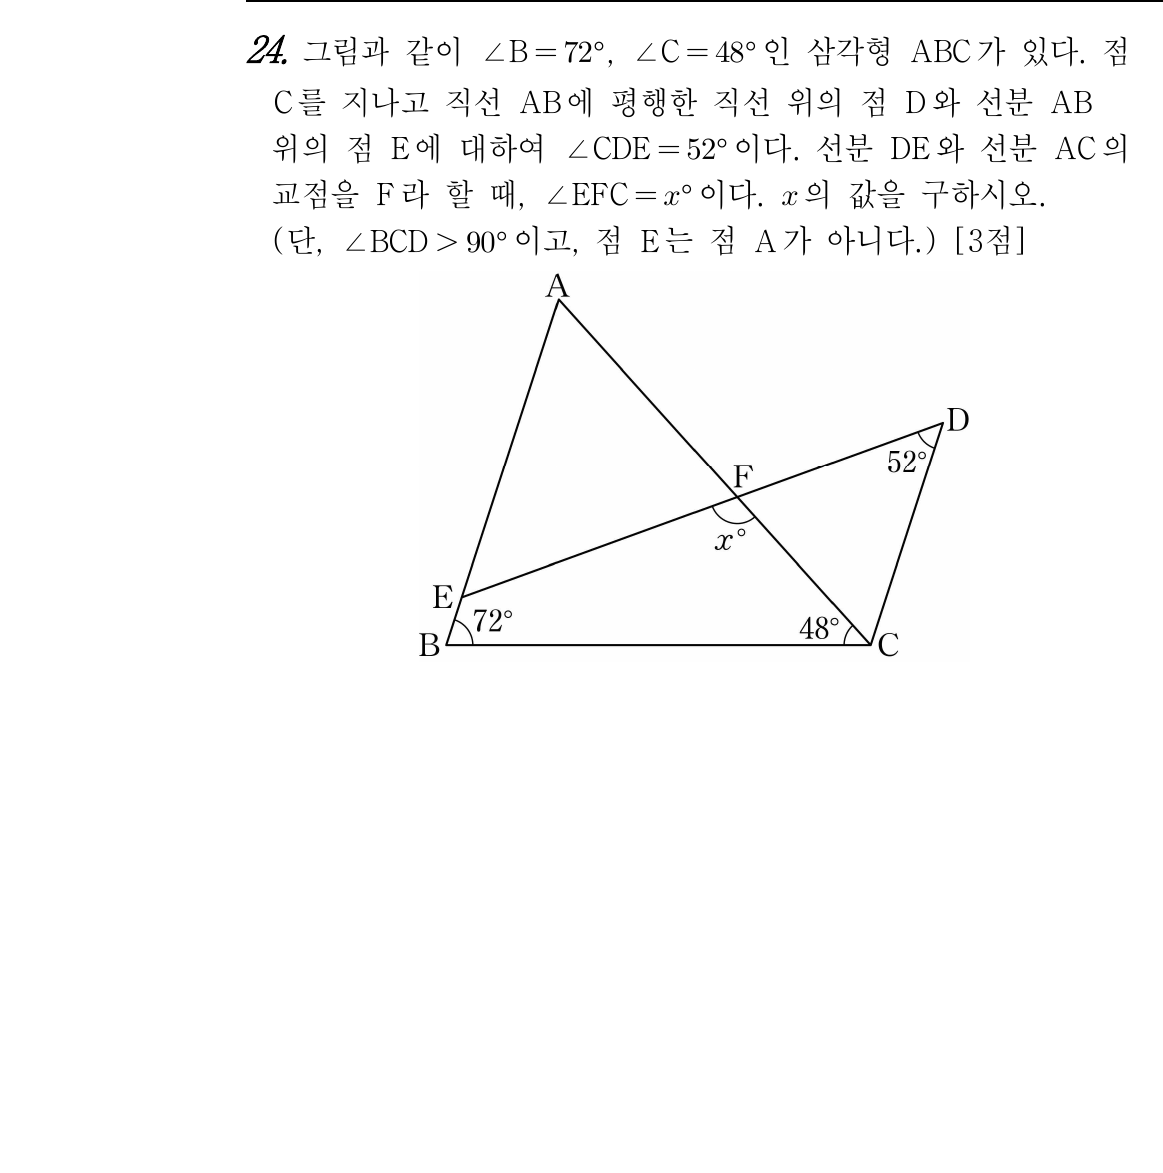 24. 그림과 같이 ∠B=72°, ∠C=48°인 삼각형 ABC가 있다. 점
C를 지나고 직선 AB에 평행한 직선 위의 점 D와 선분 AB
위의 점 E에 대하여 ∠CDE=52°이다. 선분 DE와 선분 AC의
교점을 F라 할 때, ∠EFC=x°이다. x의 값을 구하시오.
(단, ∠BCD>90°이고, 점 E는 점 A가 아니다.) [3점]
A
D
52°
F
x°
E
72°
48°
B
C